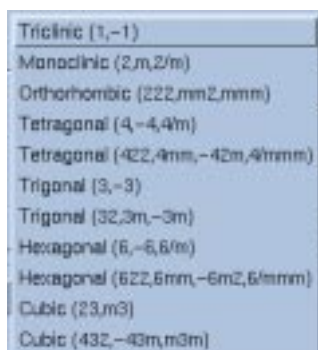 Triclinic (1,-1)
Monoclinic (2,m,2/m)
Orthorhombic (222,mm2,mmm)
Tetragonal (4,-4,4/m)
Tetragonal (422,4mm,-42m,4/mmm)
Trigonal (3,-3)
Trigonal (32,3m,-3m)
Hexagonal (6,-6,6/m)
Hexagonal (622,6mm,-6m2,6/mmm)
Cubic (23,m3)
Cubic (432,-43m,m3m)